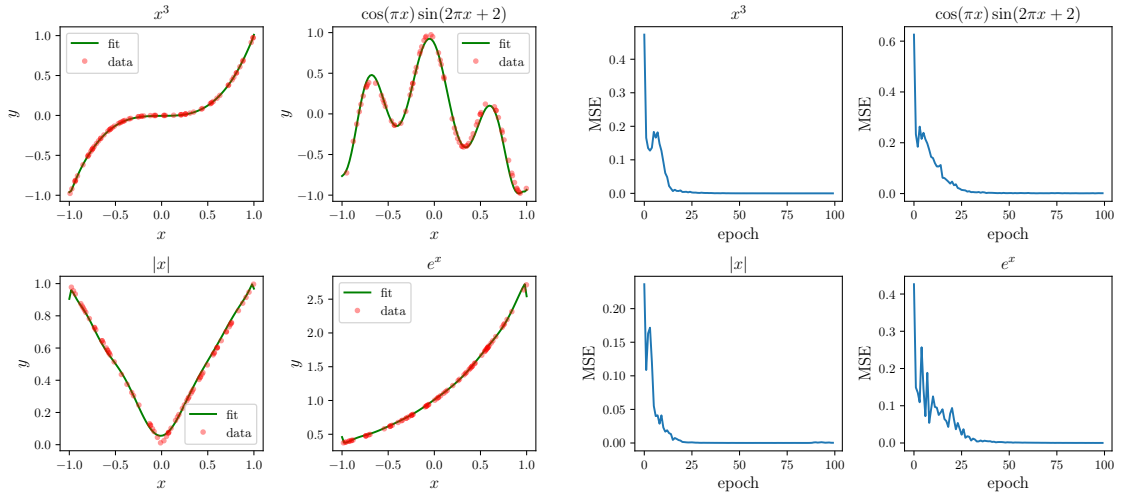 x³
1.0
0.5
0.0
−0.5
−1.0
y
fit
data
−1.0 −0.5 0.0 0.5 1.0
x
cos(πx) sin(2πx + 2)
1.0
0.5
0.0
−0.5
−1.0
y
fit
data
−1.0 −0.5 0.0 0.5 1.0
x
x³
0.4
0.3
0.2
0.1
0.0
MSE
0 25 50 75 100
epoch
cos(πx) sin(2πx + 2)
0.6
0.4
0.2
0.0
MSE
0 25 50 75 100
epoch
|x|
1.0
0.8
0.6
0.4
0.2
0.0
y
fit
data
−1.0 −0.5 0.0 0.5 1.0
x
eˣ
2.5
2.0
1.5
1.0
0.5
y
fit
data
−1.0 −0.5 0.0 0.5 1.0
x
|x|
0.20
0.15
0.10
0.05
0.00
MSE
0 25 50 75 100
epoch
eˣ
0.4
0.3
0.2
0.1
0.0
MSE
0 25 50 75 100
epoch